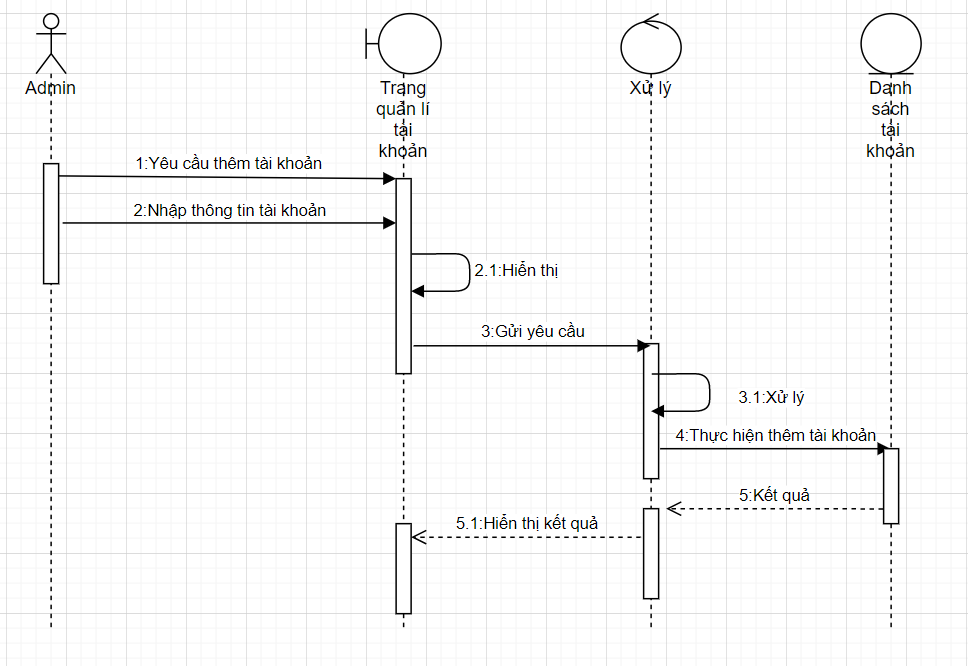 Admin
Trang
quản lí
tài
khoản
Xử lý
Danh
sách
tài
khoản
1:Yêu cầu thêm tài khoản
2:Nhập thông tin tài khoản
2.1:Hiển thị
3:Gửi yêu cầu
3.1:Xử lý
4:Thực hiện thêm tài khoản
5:Kết quả
5.1:Hiển thị kết quả